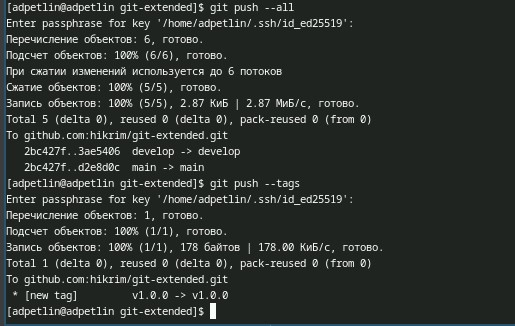 [adpetlin@adpetlin git-extended]$ git push --all
Enter passphrase for key '/home/adpetlin/.ssh/id_ed25519':
Перечисление объектов: 6, готово.
Подсчет объектов: 100% (6/6), готово.
При сжатии изменений используется до 6 потоков
Сжатие объектов: 100% (5/5), готово.
Запись объектов: 100% (5/5), 2.87 КиБ | 2.87 МиБ/с, готово.
Total 5 (delta 0), reused 0 (delta 0), pack-reused 0 (from 0)
To github.com:hikrim/git-extended.git
   2bc427f..3ae5406  develop -> develop
   2bc427f..d2e8d0c  main -> main
[adpetlin@adpetlin git-extended]$ git push --tags
Enter passphrase for key '/home/adpetlin/.ssh/id_ed25519':
Перечисление объектов: 1, готово.
Подсчет объектов: 100% (1/1), готово.
Запись объектов: 100% (1/1), 178 байтов | 178.00 КиБ/с, готово.
Total 1 (delta 0), reused 0 (delta 0), pack-reused 0 (from 0)
To github.com:hikrim/git-extended.git
 * [new tag]         v1.0.0 -> v1.0.0
[adpetlin@adpetlin git-extended]$